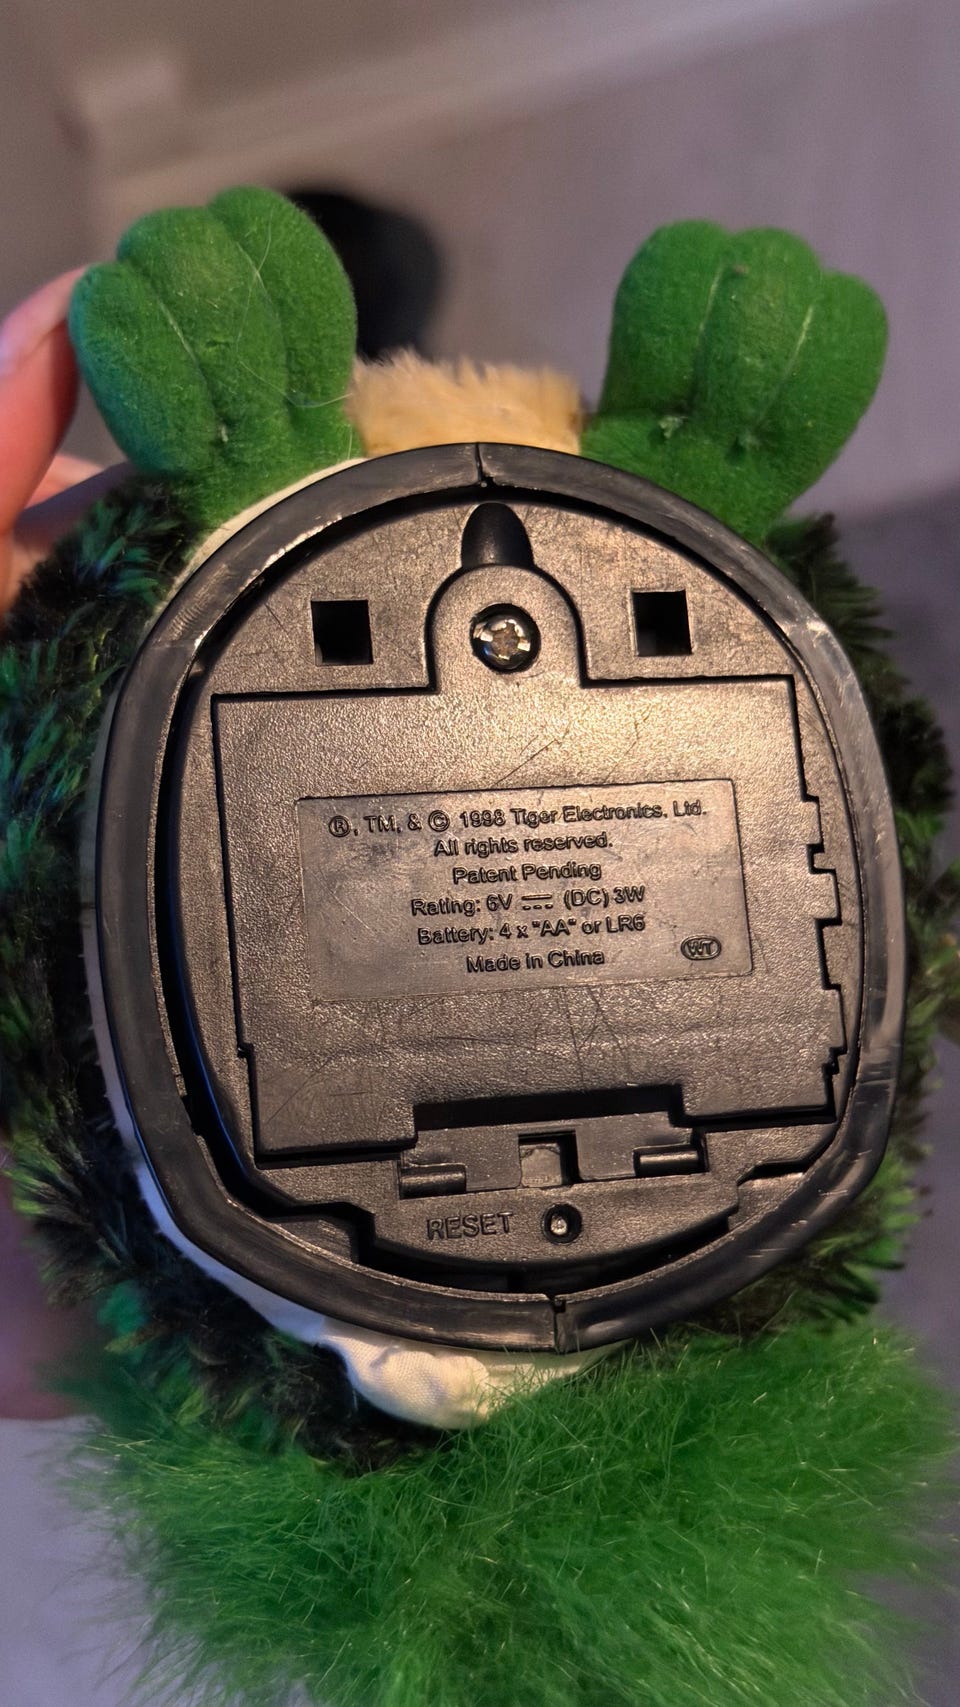 ®, TM, & © 1998 Tiger Electronics, Ltd.
All rights reserved.
Patent Pending
Rating: 6V ⎓ (DC) 3W
Battery: 4 x "AA" or LR6
Made in China
WT
RESET